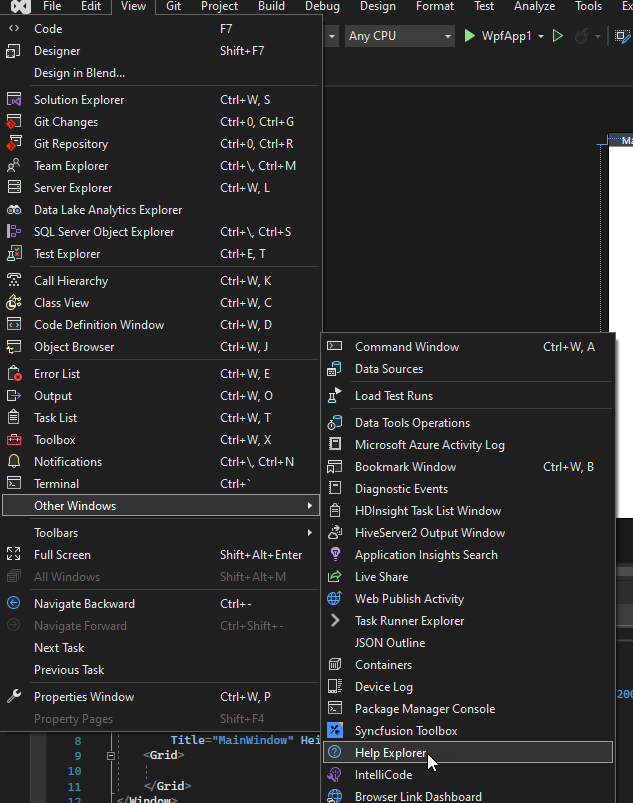 File Edit View Git Project Build Debug Design Format Test Analyze Tools
Any CPU WpfApp1
Code F7
Designer Shift+F7
Design in Blend...
Solution Explorer Ctrl+W, S
Git Changes Ctrl+0, Ctrl+G
Git Repository Ctrl+0, Ctrl+R
Team Explorer Ctrl+\, Ctrl+M
Server Explorer Ctrl+W, L
Data Lake Analytics Explorer
SQL Server Object Explorer Ctrl+\, Ctrl+S
Test Explorer Ctrl+E, T
Call Hierarchy Ctrl+W, K
Class View Ctrl+W, C
Code Definition Window Ctrl+W, D
Object Browser Ctrl+W, J
Error List Ctrl+W, E
Output Ctrl+W, O
Task List Ctrl+W, T
Toolbox Ctrl+W, X
Notifications Ctrl+\, Ctrl+N
Terminal Ctrl+`
Other Windows
Toolbars
Full Screen Shift+Alt+Enter
All Windows Shift+Alt+M
Navigate Backward Ctrl+-
Navigate Forward Ctrl+Shift+-
Next Task
Previous Task
Properties Window Ctrl+W, P
Property Pages Shift+F4
Command Window Ctrl+W, A
Data Sources
Load Test Runs
Data Tools Operations
Microsoft Azure Activity Log
Bookmark Window Ctrl+W, B
Diagnostic Events
HDInsight Task List Window
HiveServer2 Output Window
Application Insights Search
Live Share
Web Publish Activity
Task Runner Explorer
JSON Outline
Containers
Device Log
Package Manager Console
Syncfusion Toolbox
Help Explorer
IntelliCode
Browser Link Dashboard
200
8 Title="MainWindow" Hei
9 <Grid>
10
11 </Grid>
12 </Window>